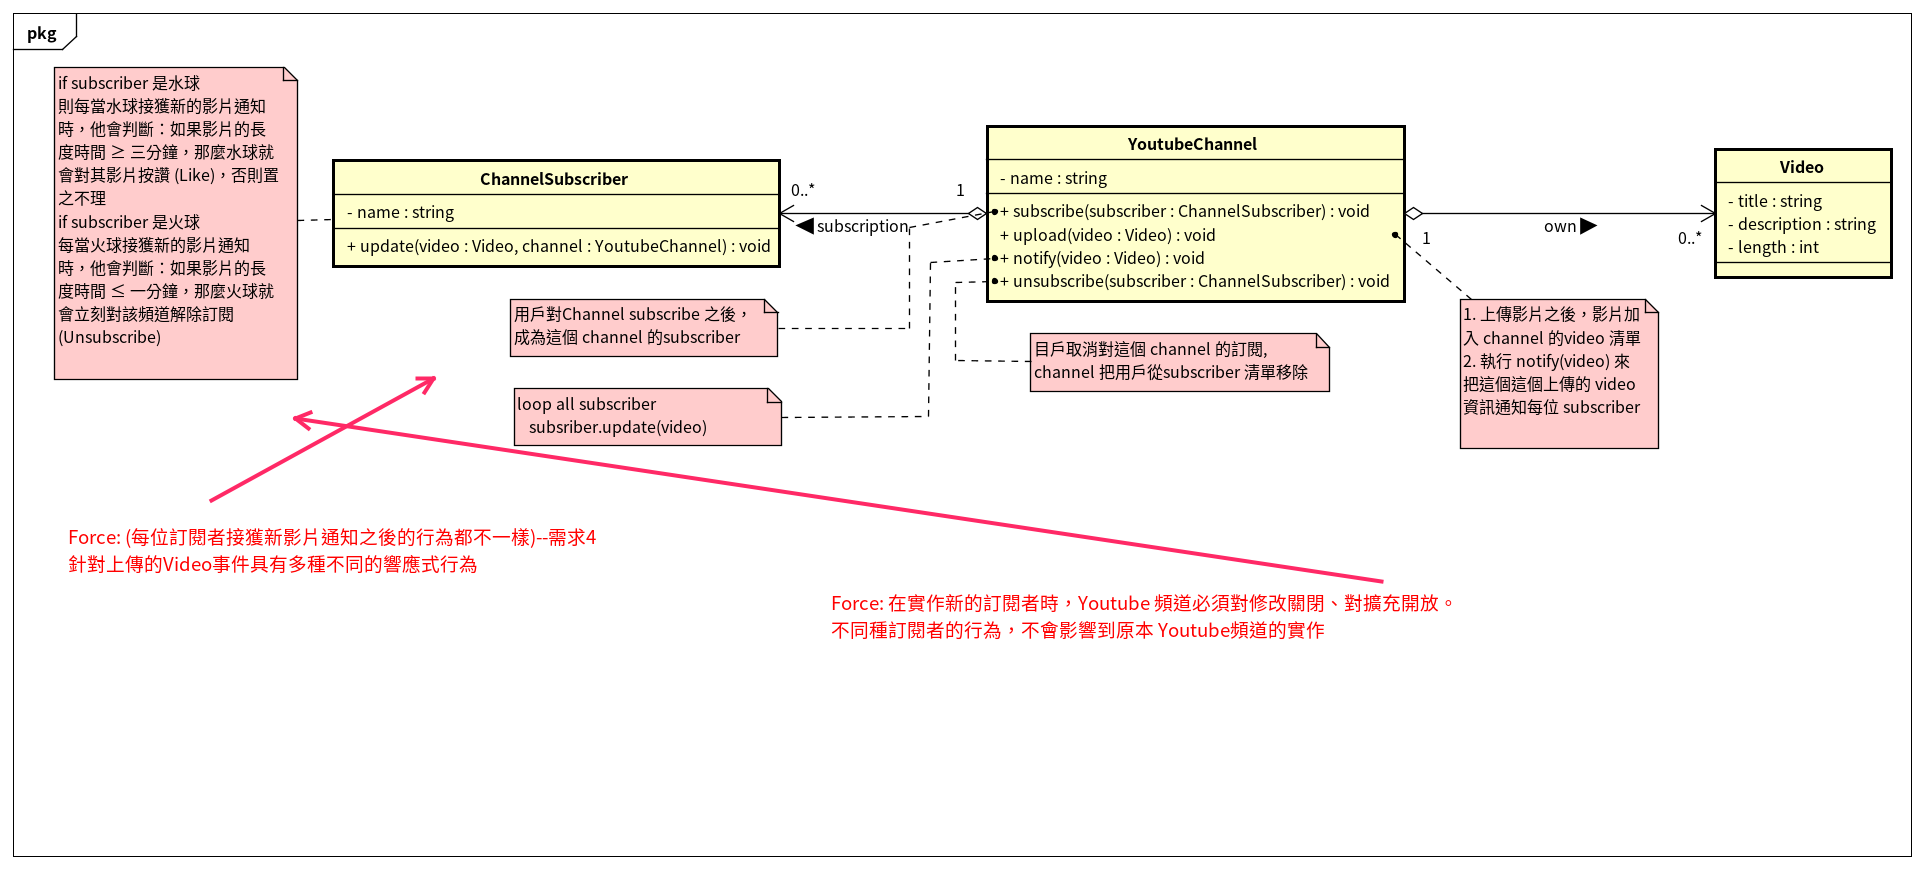 pkg
if subscriber 是水球
則每當水球接獲新的影片通知
時，他會判斷：如果影片的長
度時間 ≥ 三分鐘，那麼水球就
會對其影片按讚 (Like)，否則置
之不理
if subscriber 是火球
每當火球接獲新的影片通知
時，他會判斷：如果影片的長
度時間 ≤ 一分鐘，那麼火球就
會立刻對該頻道解除訂閱
(Unsubscribe)
ChannelSubscriber
- name : string
+ update(video : Video, channel : YoutubeChannel) : void
0..*
1
◀ subscription
YoutubeChannel
- name : string
+ subscribe(subscriber : ChannelSubscriber) : void
+ upload(video : Video) : void
+ notify(video : Video) : void
+ unsubscribe(subscriber : ChannelSubscriber) : void
1
own ▶
0..*
Video
- title : string
- description : string
- length : int
用戶對Channel subscribe 之後，
成為這個 channel 的subscriber
loop all subscriber
subsriber.update(video)
目戶取消對這個 channel 的訂閱,
channel 把用戶從subscriber 清單移除
1. 上傳影片之後，影片加
入 channel 的video 清單
2. 執行 notify(video) 來
把這個這個上傳的 video
資訊通知每位 subscriber
Force: (每位訂閱者接獲新影片通知之後的行為都不一樣)--需求4
針對上傳的Video事件具有多種不同的響應式行為
Force: 在實作新的訂閱者時，Youtube 頻道必須對修改關閉、對擴充開放。
不同種訂閱者的行為，不會影響到原本 Youtube頻道的實作